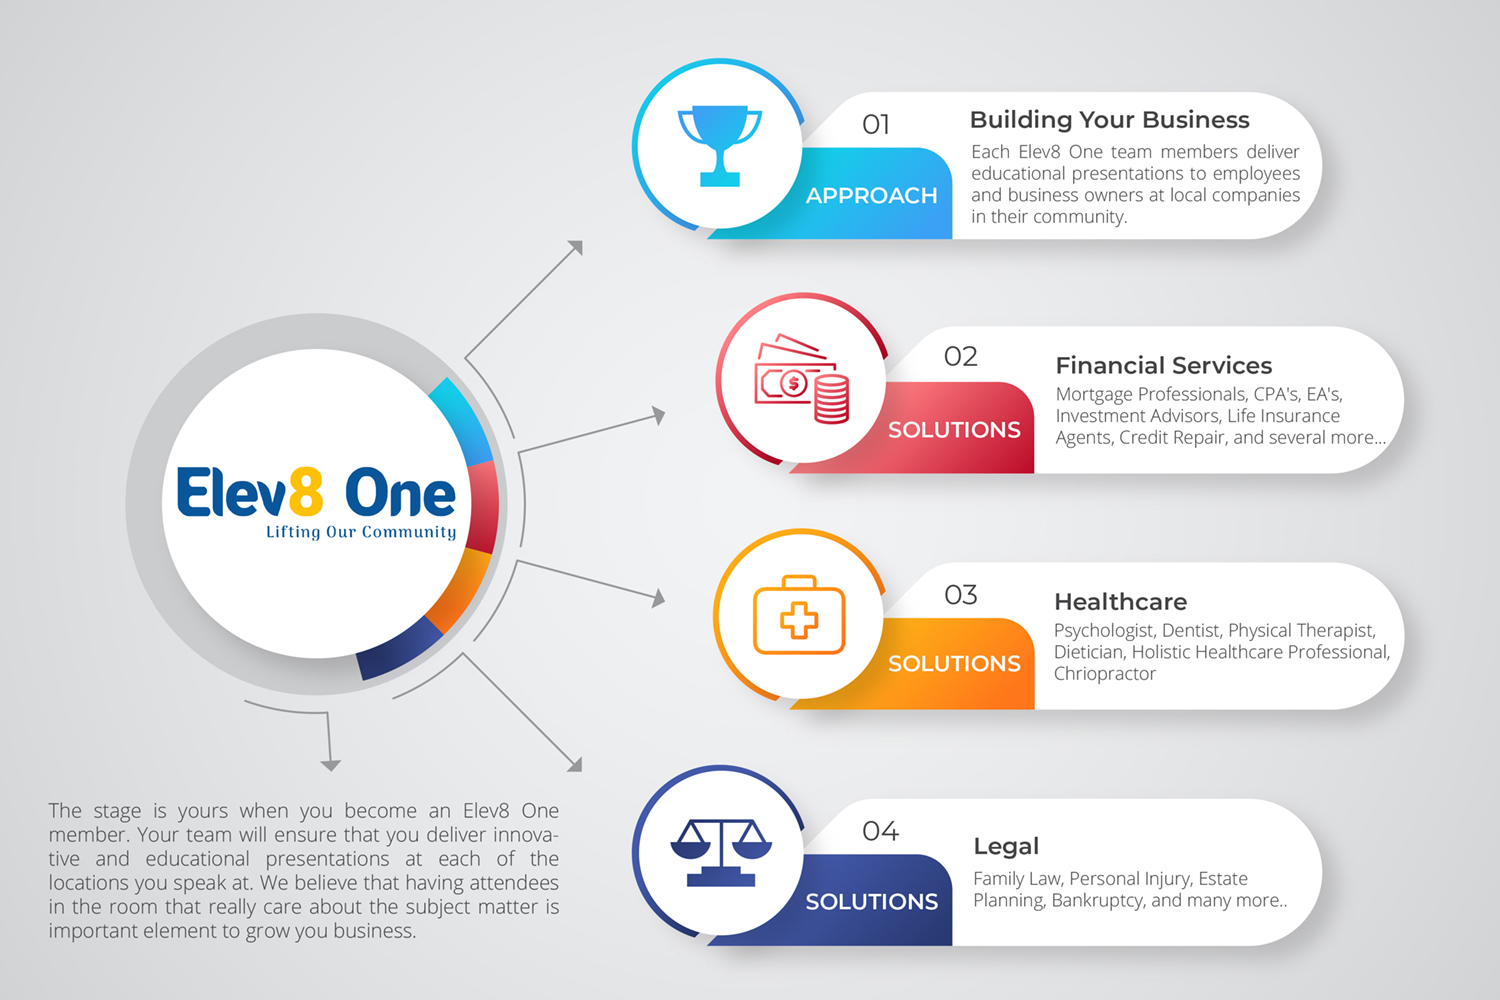 Elev8 One
Lifting Our Community
The stage is yours when you become an Elev8 One
member. Your team will ensure that you deliver innova-
tive and educational presentations at each of the
locations you speak at. We believe that having attendees
in the room that really care about the subject matter is
important element to grow you business.
01
APPROACH
Building Your Business
Each Elev8 One team members deliver
educational presentations to employees
and business owners at local companies
in their community.
02
SOLUTIONS
Financial Services
Mortgage Professionals, CPA's, EA's,
Investment Advisors, Life Insurance
Agents, Credit Repair, and several more...
03
SOLUTIONS
Healthcare
Psychologist, Dentist, Physical Therapist,
Dietician, Holistic Healthcare Professional,
Chriopractor
04
SOLUTIONS
Legal
Family Law, Personal Injury, Estate
Planning, Bankruptcy, and many more..